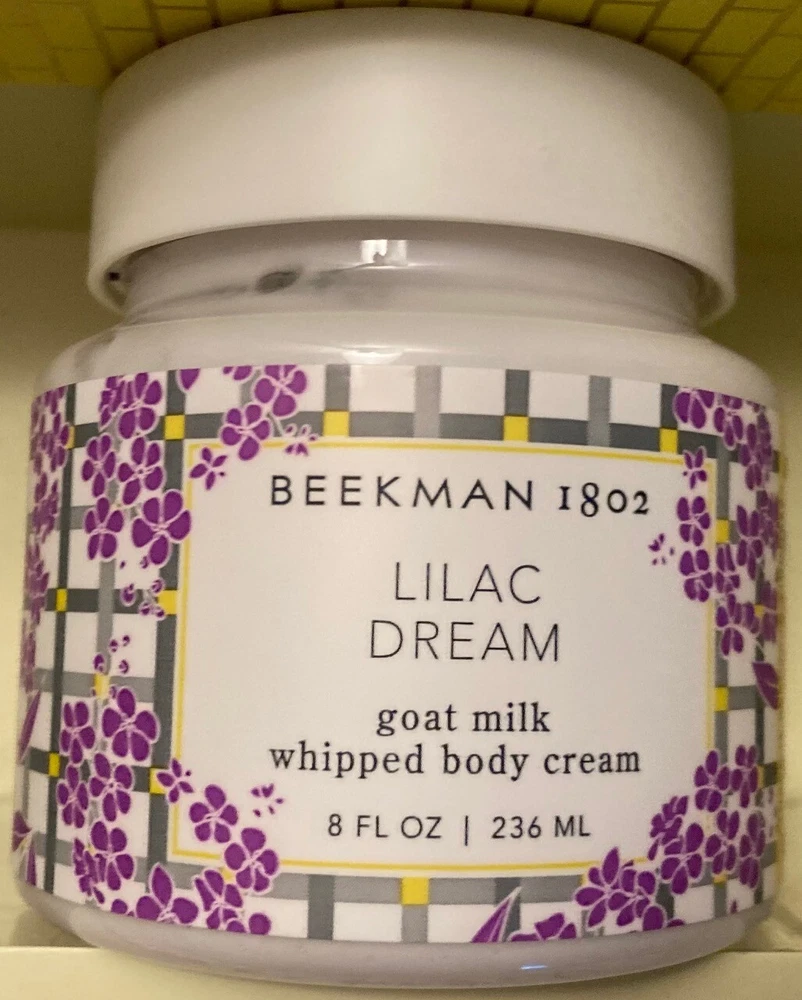 BEEKMAN 1802
LILAC
DREAM
goat milk
whipped body cream
8 FL OZ | 236 ML